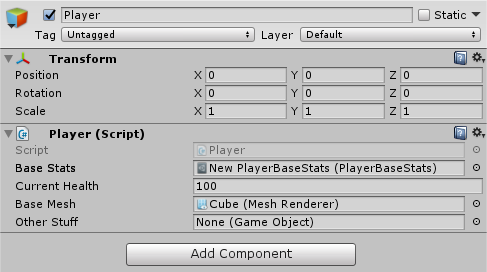 Player Static
Tag Untagged Layer Default
Transform
Position X 0 Y 0 Z 0
Rotation X 0 Y 0 Z 0
Scale X 1 Y 1 Z 1
Player (Script)
Script Player
Base Stats New PlayerBaseStats (PlayerBaseStats)
Current Health 100
Base Mesh Cube (Mesh Renderer)
Other Stuff None (Game Object)
Add Component